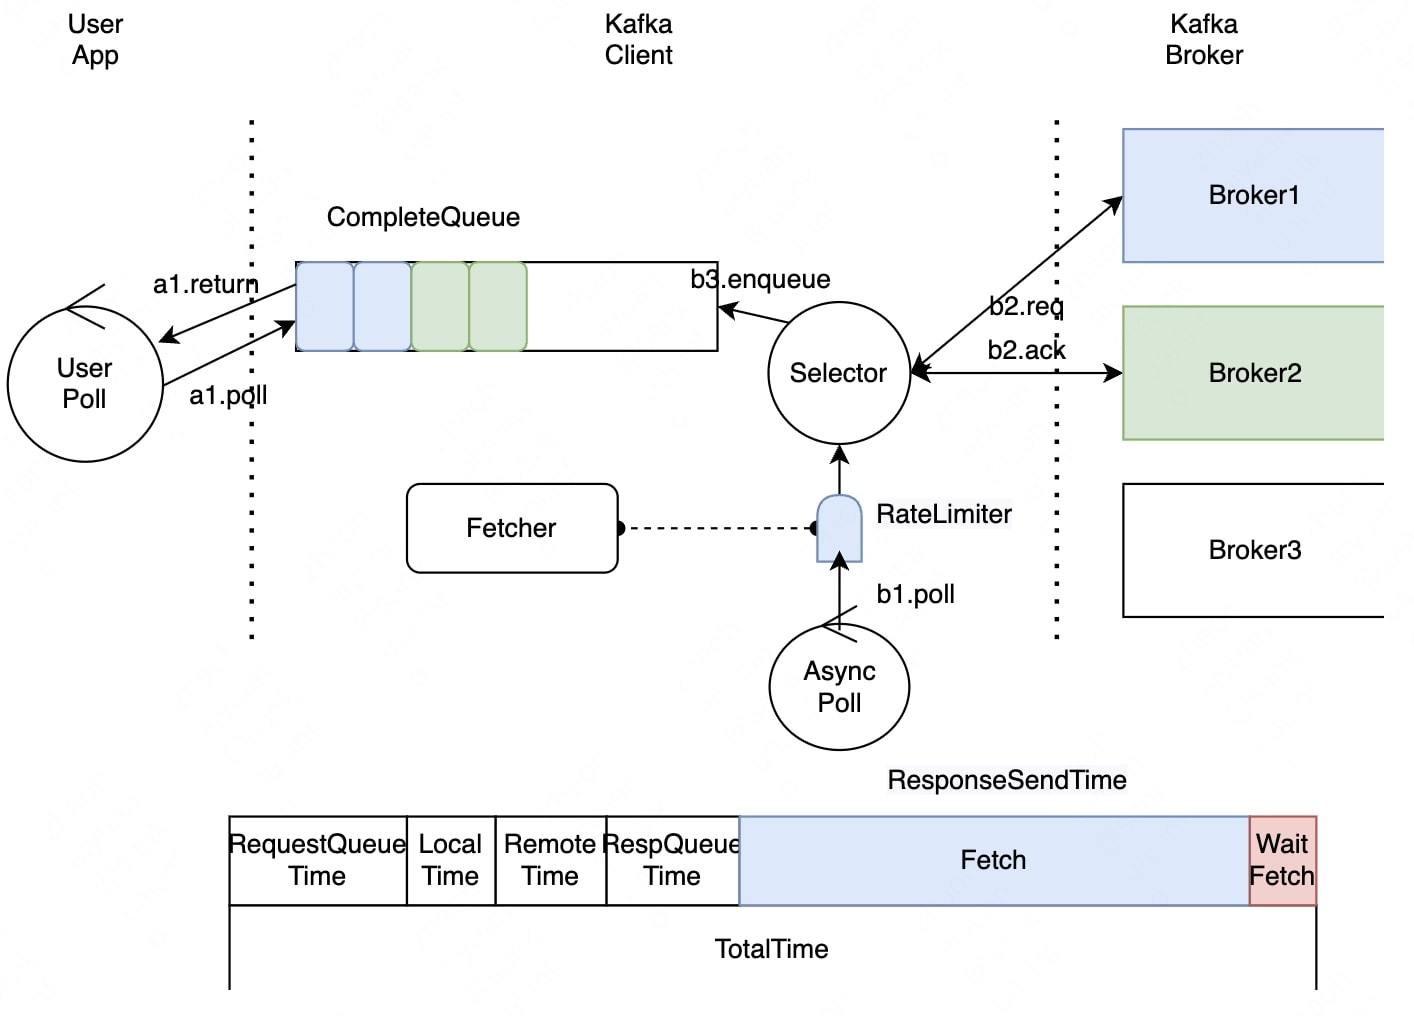 User
App
Kafka
Client
Kafka
Broker
CompleteQueue
Broker1
a1.return
b3.enqueue
b2.req
b2.ack
User
Poll
Selector
Broker2
a1.poll
Fetcher
RateLimiter
Broker3
b1.poll
Async
Poll
ResponseSendTime
RequestQueue
Time
Local
Time
Remote
Time
RespQueue
Time
Fetch
Wait
Fetch
TotalTime